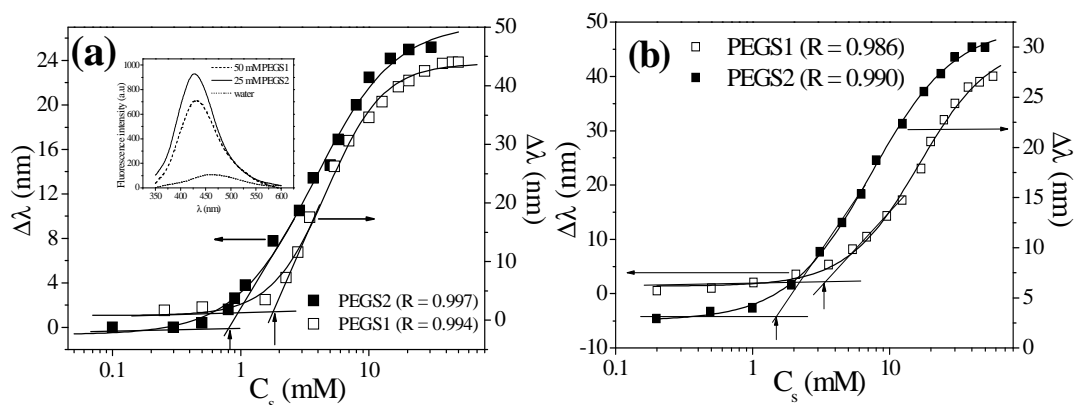 (a)
Δλ (nm)
24
20
16
12
8
4
0
0.1
1
10
C_s (mM)
50
40
30
20
10
0
Δλ (nm)
PEGS2 (R = 0.997)
PEGS1 (R = 0.994)
Fluorescence intensity (a.u)
1000
800
600
400
200
0
350
400
450
500
550
600
λ (nm)
50 mM PEGS1
25 mM PEGS2
water
(b)
Δλ (nm)
50
40
30
20
10
0
-10
0.1
1
10
C_s (mM)
30
25
20
15
10
5
0
Δλ (nm)
PEGS1 (R = 0.986)
PEGS2 (R = 0.990)